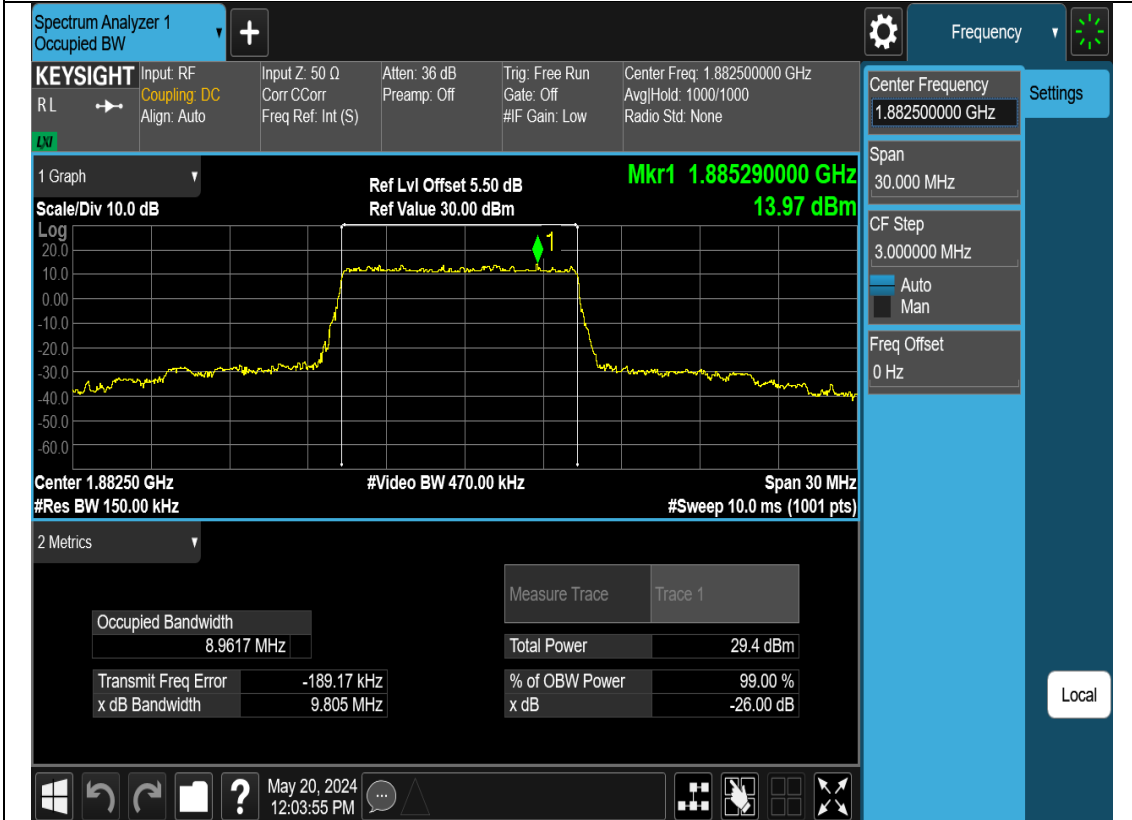 Spectrum Analyzer 1
Occupied BW
+
Frequency
KEYSIGHT
RL
LXI
Input: RF
Coupling: DC
Align: Auto
Input Z: 50 Ω
Corr CCorr
Freq Ref: Int (S)
Atten: 36 dB
Preamp: Off
Trig: Free Run
Gate: Off
#IF Gain: Low
Center Freq: 1.882500000 GHz
Avg|Hold: 1000/1000
Radio Std: None
Center Frequency
1.882500000 GHz
Settings
Span
30.000 MHz
CF Step
3.000000 MHz
Auto
Man
Freq Offset
0 Hz
Local
1 Graph
Scale/Div 10.0 dB
Ref Lvl Offset 5.50 dB
Ref Value 30.00 dBm
Mkr1 1.885290000 GHz
13.97 dBm
Log
20.0
10.0
0.00
-10.0
-20.0
-30.0
-40.0
-50.0
-60.0
1
Center 1.88250 GHz
#Res BW 150.00 kHz
#Video BW 470.00 kHz
Span 30 MHz
#Sweep 10.0 ms (1001 pts)
2 Metrics
Measure Trace Trace 1
Occupied Bandwidth
8.9617 MHz
Total Power 29.4 dBm
Transmit Freq Error -189.17 kHz
% of OBW Power 99.00 %
x dB Bandwidth 9.805 MHz
x dB -26.00 dB
?
May 20, 2024
12:03:55 PM